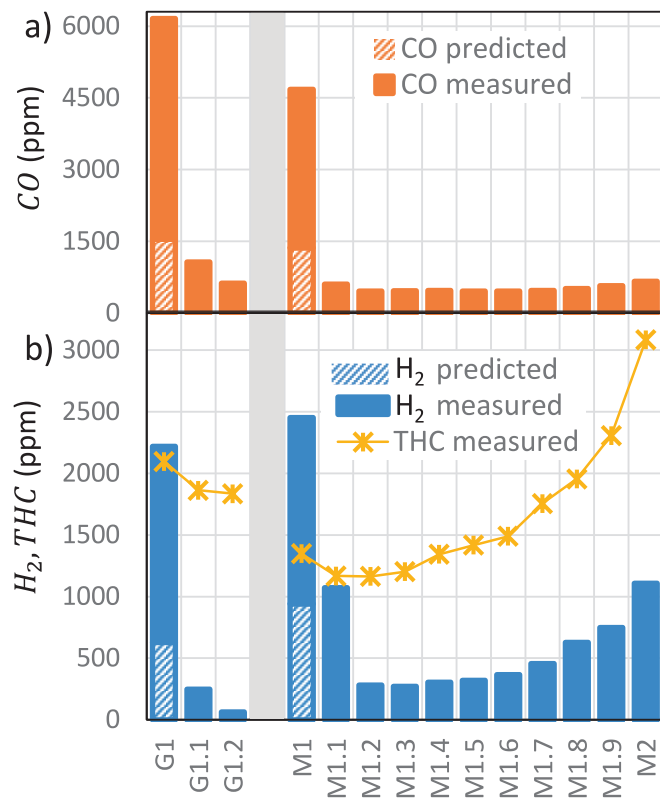 a)
6000
4500
3000
1500
0
CO (ppm)
CO predicted
CO measured
b)
3000
2500
2000
1500
1000
500
0
H₂, THC (ppm)
H₂ predicted
H₂ measured
THC measured
G1
G1.1
G1.2
M1
M1.1
M1.2
M1.3
M1.4
M1.5
M1.6
M1.7
M1.8
M1.9
M2